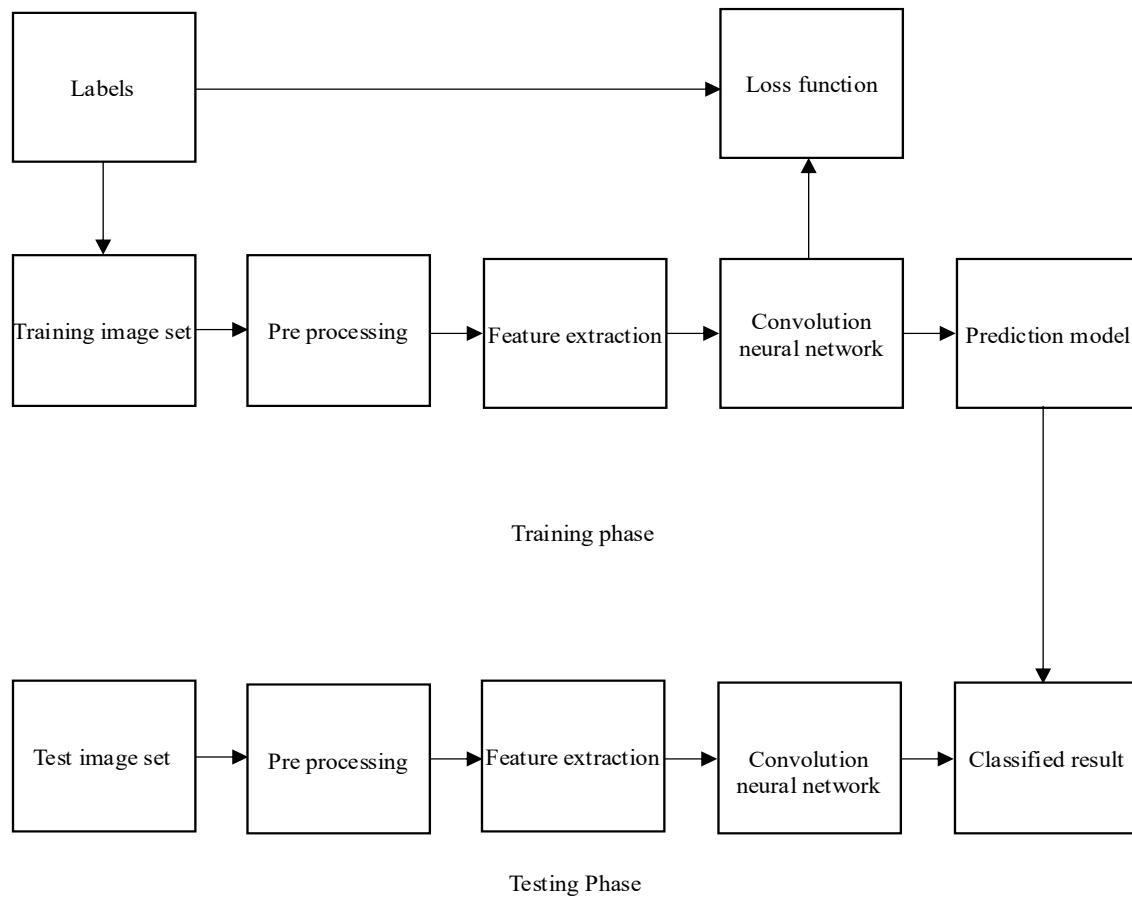 Labels
Loss function
Training image set
Pre processing
Feature extraction
Convolution
neural network
Prediction model
Training phase
Test image set
Pre processing
Feature extraction
Convolution
neural network
Classified result
Testing Phase